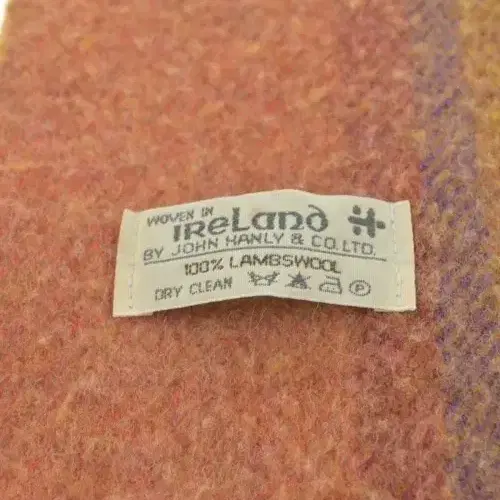 WOVEN IN
IRELAND
BY JOHN HANLY & CO. LTD.
100% LAMBSWOOL
DRY CLEAN P